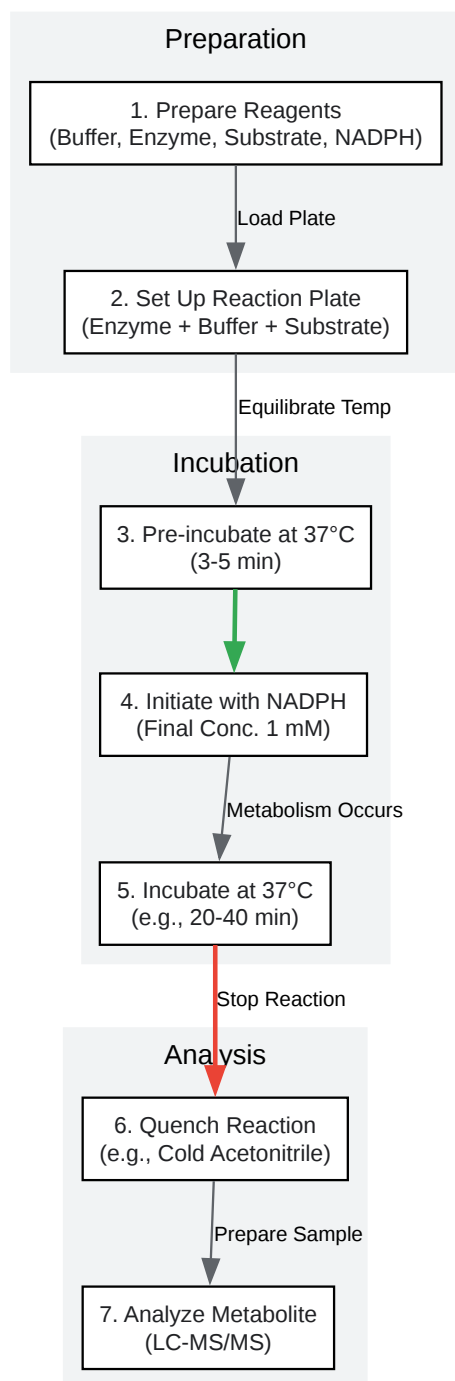 Preparation
1. Prepare Reagents
(Buffer, Enzyme, Substrate, NADPH)
Load Plate
2. Set Up Reaction Plate
(Enzyme + Buffer + Substrate)
Equilibrate Temp
Incubation
3. Pre-incubate at 37°C
(3-5 min)
4. Initiate with NADPH
(Final Conc. 1 mM)
Metabolism Occurs
5. Incubate at 37°C
(e.g., 20-40 min)
Stop Reaction
Analysis
6. Quench Reaction
(e.g., Cold Acetonitrile)
Prepare Sample
7. Analyze Metabolite
(LC-MS/MS)